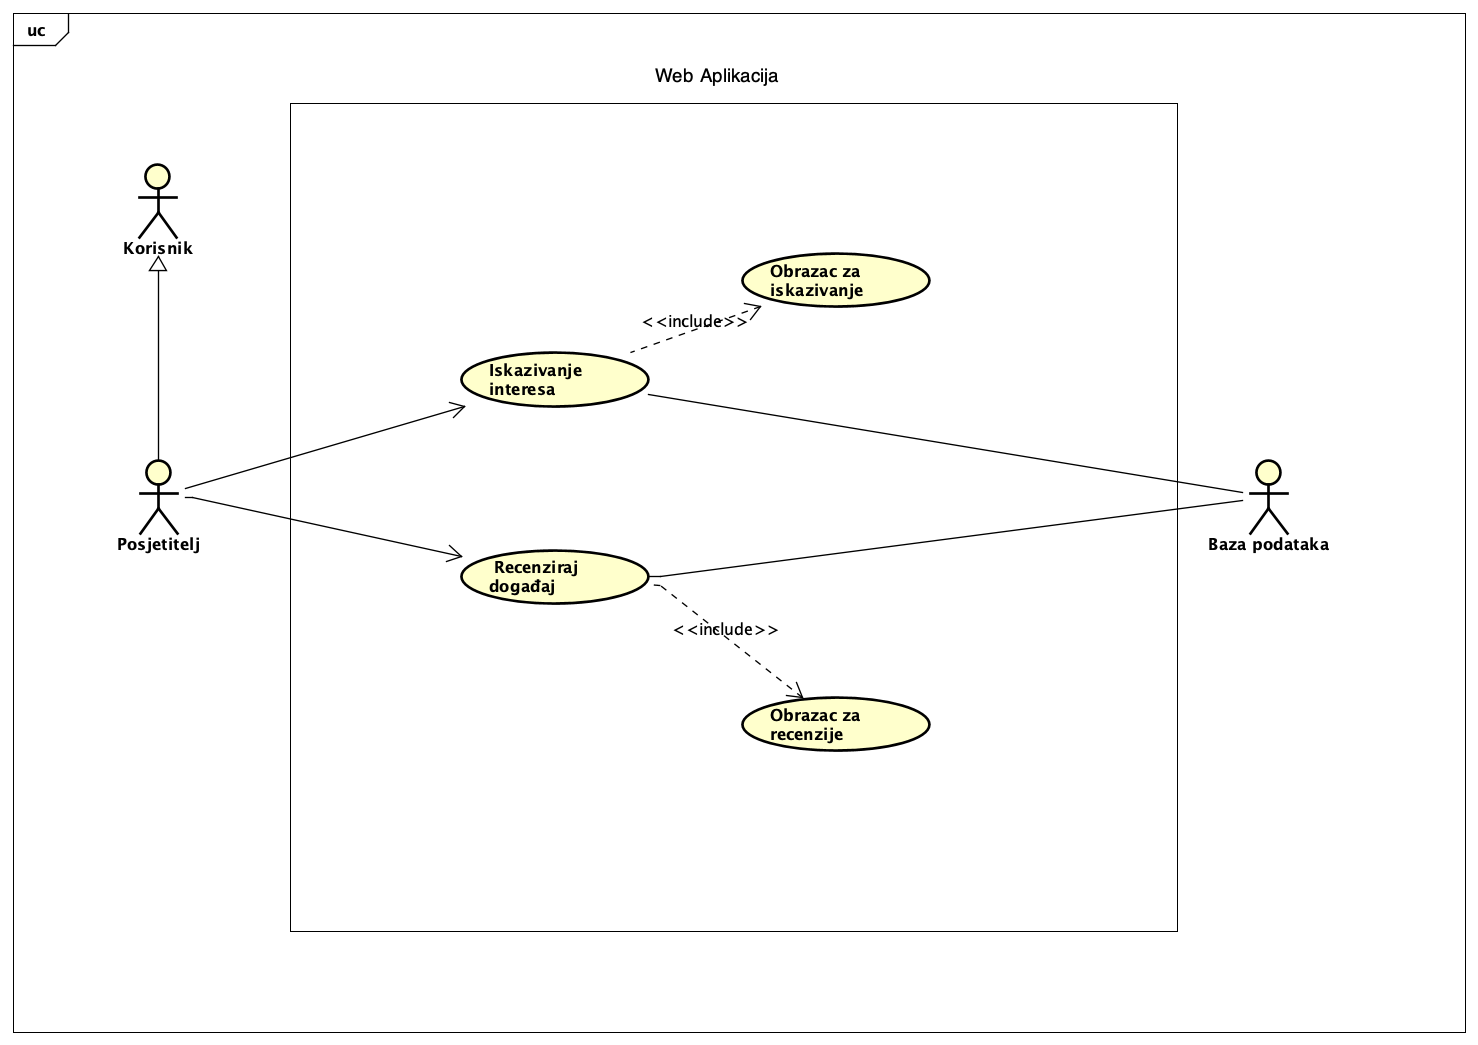 uc
Web Aplikacija
Korisnik
Obrazac za
iskazivanje
<<include>>
Iskazivanje
interesa
Posjetitelj
Baza podataka
Recenziraj
događaj
<<include>>
Obrazac za
recenzije